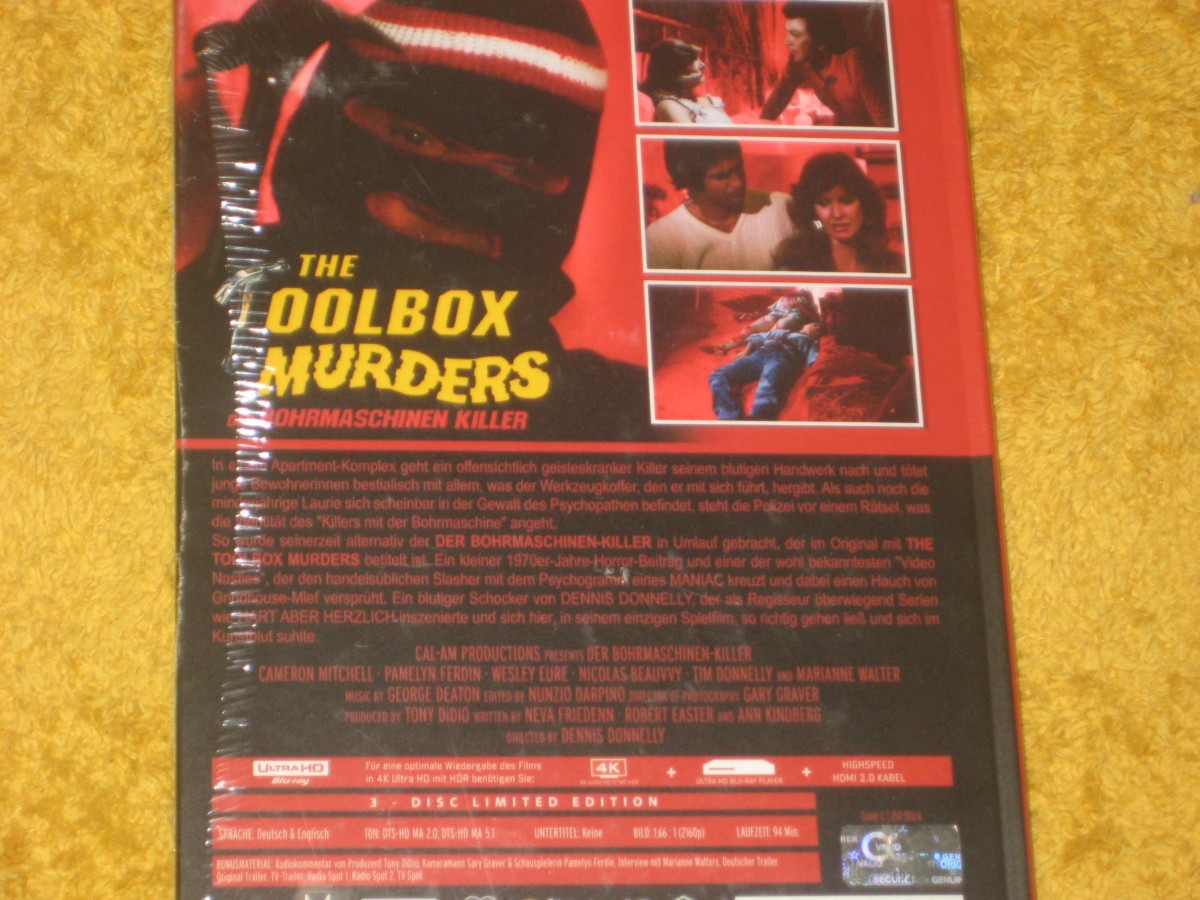 THE
OOLBOX
MURDERS
BOHRMASCHINEN KILLER
In Apartment-Komplex geht ein offensichtlich geisteskranker Killer seinem blutigen Handwerk nach und tötet
Bewohnerinnen bestialisch mit allem, was der Werkzeugkoffer, den er mit sich führt, hergibt. Als auch noch die
Laurie sich scheinbar in der Gewalt des Psychopathen befindet, steht die Polizei vor einem Rätsel, was
die des "Killers mit der Bohrmaschine" angeht.
So wurde seinerzeit alternativ der DER BOHRMASCHINEN-KILLER in Umlauf gebracht, der im Original mit THE
MURDERS betitelt ist. Ein kleiner 1970er-Jahre-Horror-Beitrag und einer der wohl bekanntesten "Video
der den handelsüblichen Slasher mit dem Psychogramm eines MANIAC kreuzt und dabei einen Hauch von
Grindhouse-Mief versprüht. Ein blutiger Schocker von DENNIS DONNELLY, der als Regisseur überwiegend Serien
wie HART ABER HERZLICH inszenierte und sich hier, in seinem einzigen Spielfilm, so richtig gehen ließ und sich im
Kunstblut suhlte.
CAL-AM PRODUCTIONS PRESENTS DER BOHRMASCHINEN-KILLER
CAMERON MITCHELL · PAMELYN FERDIN · WESLEY EURE · NICOLAS BEAUVVY · TIM DONNELLY AND MARIANNE WALTER
MUSIC BY GEORGE DEATON EDITED BY NUNZIO DARPINO DIRECTOR OF PHOTOGRAPHY GARY GRAVER
PRODUCED BY TONY DiDIO WRITTEN BY NEVA FRIEDENN · ROBERT EASTER AND ANN KINDBERG
DIRECTED BY DENNIS DONNELLY
ULTRA HD Blu-ray
Für eine optimale Wiedergabe des Films
in 4K Ultra HD mit HDR benötigen Sie:
4K
+
ULTRA HD BLU-RAY PLAYER
+
HIGHSPEED
HDMI 2.0 KABEL
3 - DISC LIMITED EDITION
SPRACHE: Deutsch & Englisch TON: DTS-HD MA 2.0, DTS-HD MA 5.1 UNTERTITEL: Keine BILD: 1,66 : 1 (2160p) LAUFZEIT: 94 Min.
BONUSMATERIAL: Audiokommentar von Produzent Tony DiDio, Kameramann Gary Graver & Schauspielerin Pamelyn Ferdin, Interview mit Marianne Walters, Deutscher Trailer
Original Trailer, TV-Trailer, Radio Spot 1, Radio Spot 2, TV Spot
VALID
SECURE
GENUIN